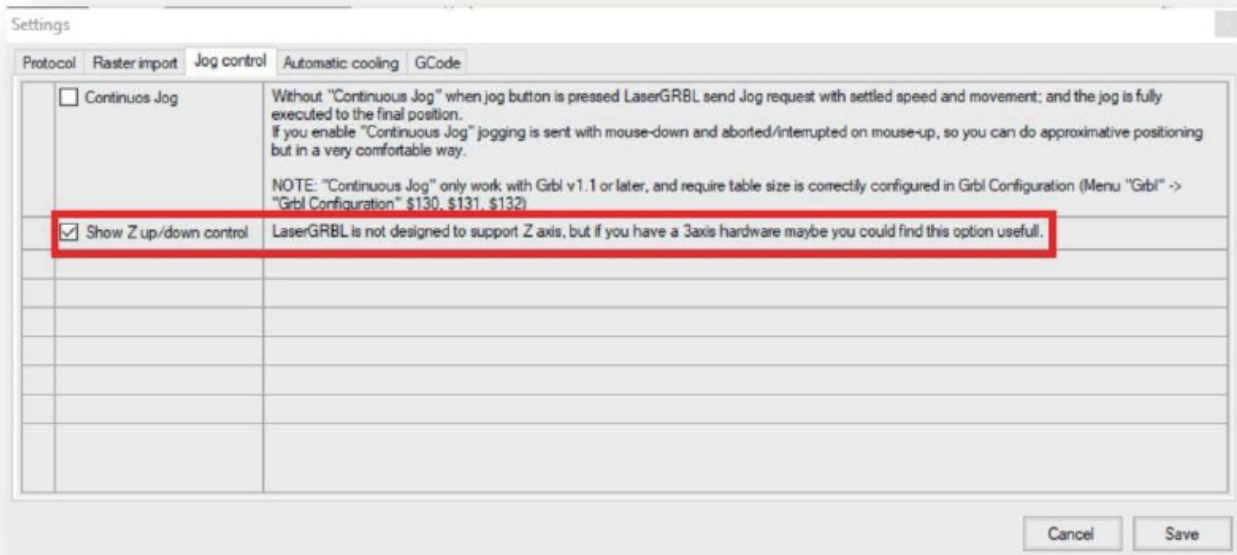 Settings
Protocol Raster import Jog control Automatic cooling GCode
Continuos Jog
Without "Continuous Jog" when jog button is pressed LaserGRBL send Jog request with settled speed and movement; and the jog is fully
executed to the final position.
If you enable "Continuous Jog" jogging is sent with mouse-down and aborted/interrupted on mouse-up, so you can do approximative positioning
but in a very comfortable way.
NOTE: "Continuous Jog" only work with Grbl v1.1 or later, and require table size is correctlly configured in Grbl Configuration (Menu "Grbl" ->
"Grbl Configuration" $130, $131, $132)
Show Z up/down control
LaserGRBL is not designed to support Z axis, but if you have a 3axis hardware maybe you could find this option usefull.
Cancel Save